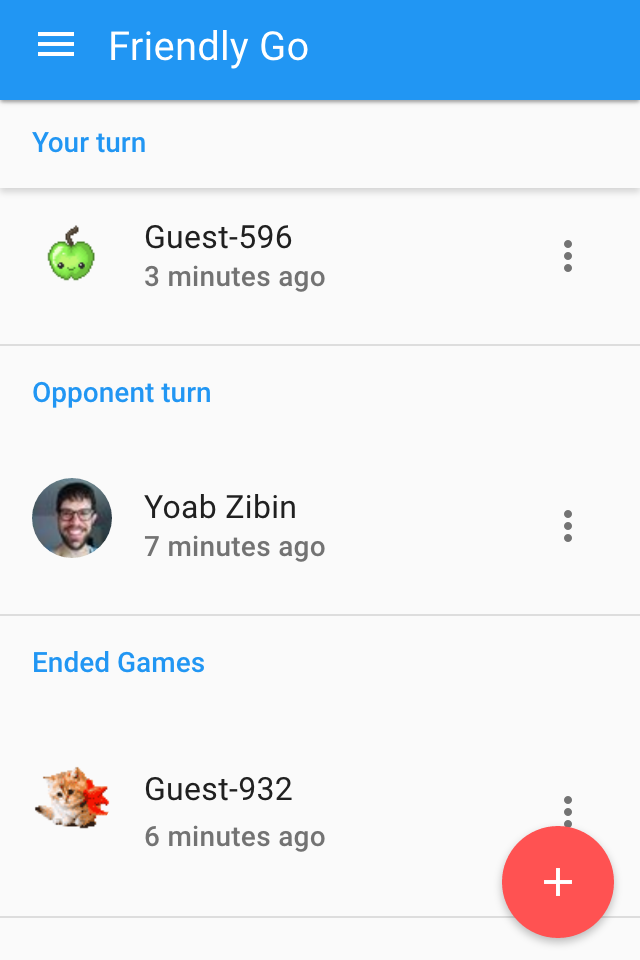 Friendly Go
Your turn
Guest-596
3 minutes ago
Opponent turn
Yoab Zibin
7 minutes ago
Ended Games
Guest-932
6 minutes ago